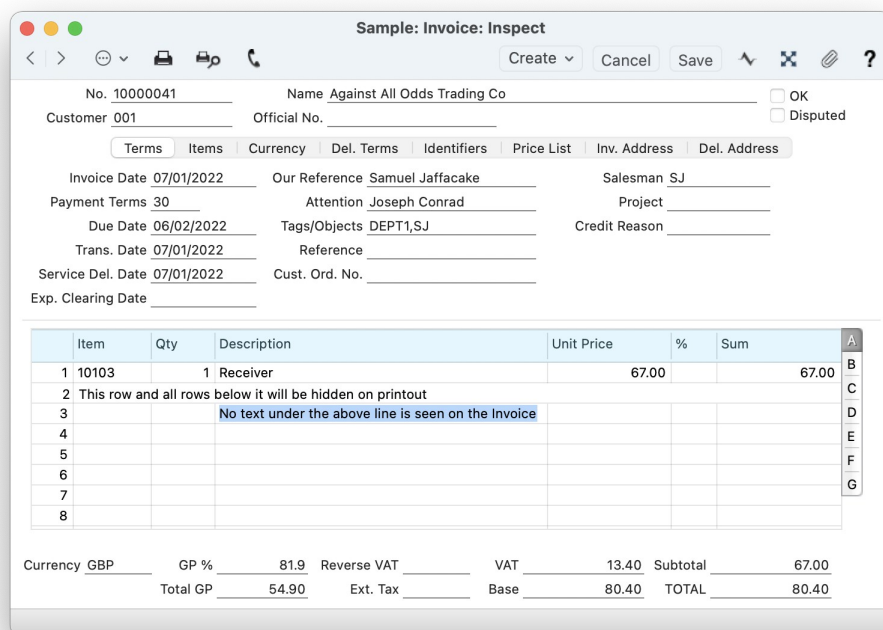 Sample: Invoice: Inspect
Create Cancel Save ?
No. 10000041 Name Against All Odds Trading Co OK
Customer 001 Official No. Disputed
Terms Items Currency Del. Terms Identifiers Price List Inv. Address Del. Address
Invoice Date 07/01/2022 Our Reference Samuel Jaffacake Salesman SJ
Payment Terms 30 Attention Joseph Conrad Project
Due Date 06/02/2022 Tags/Objects DEPT1,SJ Credit Reason
Trans. Date 07/01/2022 Reference
Service Del. Date 07/01/2022 Cust. Ord. No.
Exp. Clearing Date
Item Qty Description Unit Price % Sum A
1 10103 1 Receiver 67.00 67.00 B
2 This row and all rows below it will be hidden on printout C
3 No text under the above line is seen on the Invoice D
4 E
5 F
6 G
7
8
Currency GBP GP % 81.9 Reverse VAT VAT 13.40 Subtotal 67.00
Total GP 54.90 Ext. Tax Base 80.40 TOTAL 80.40